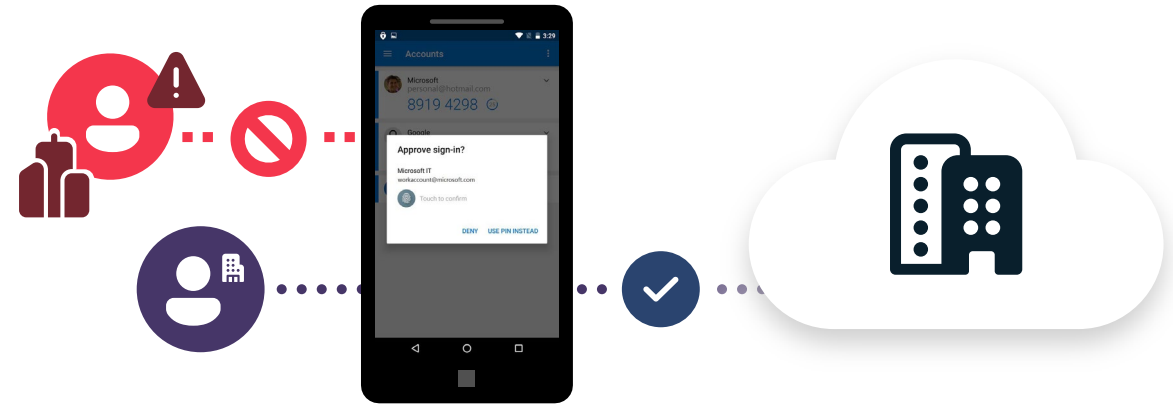 3:29
Accounts
Microsoft
personal@hotmail.com
8919 4298
Google
Approve sign-in?
Microsoft IT
workaccount@microsoft.com
Touch to confirm
DENY USE PIN INSTEAD